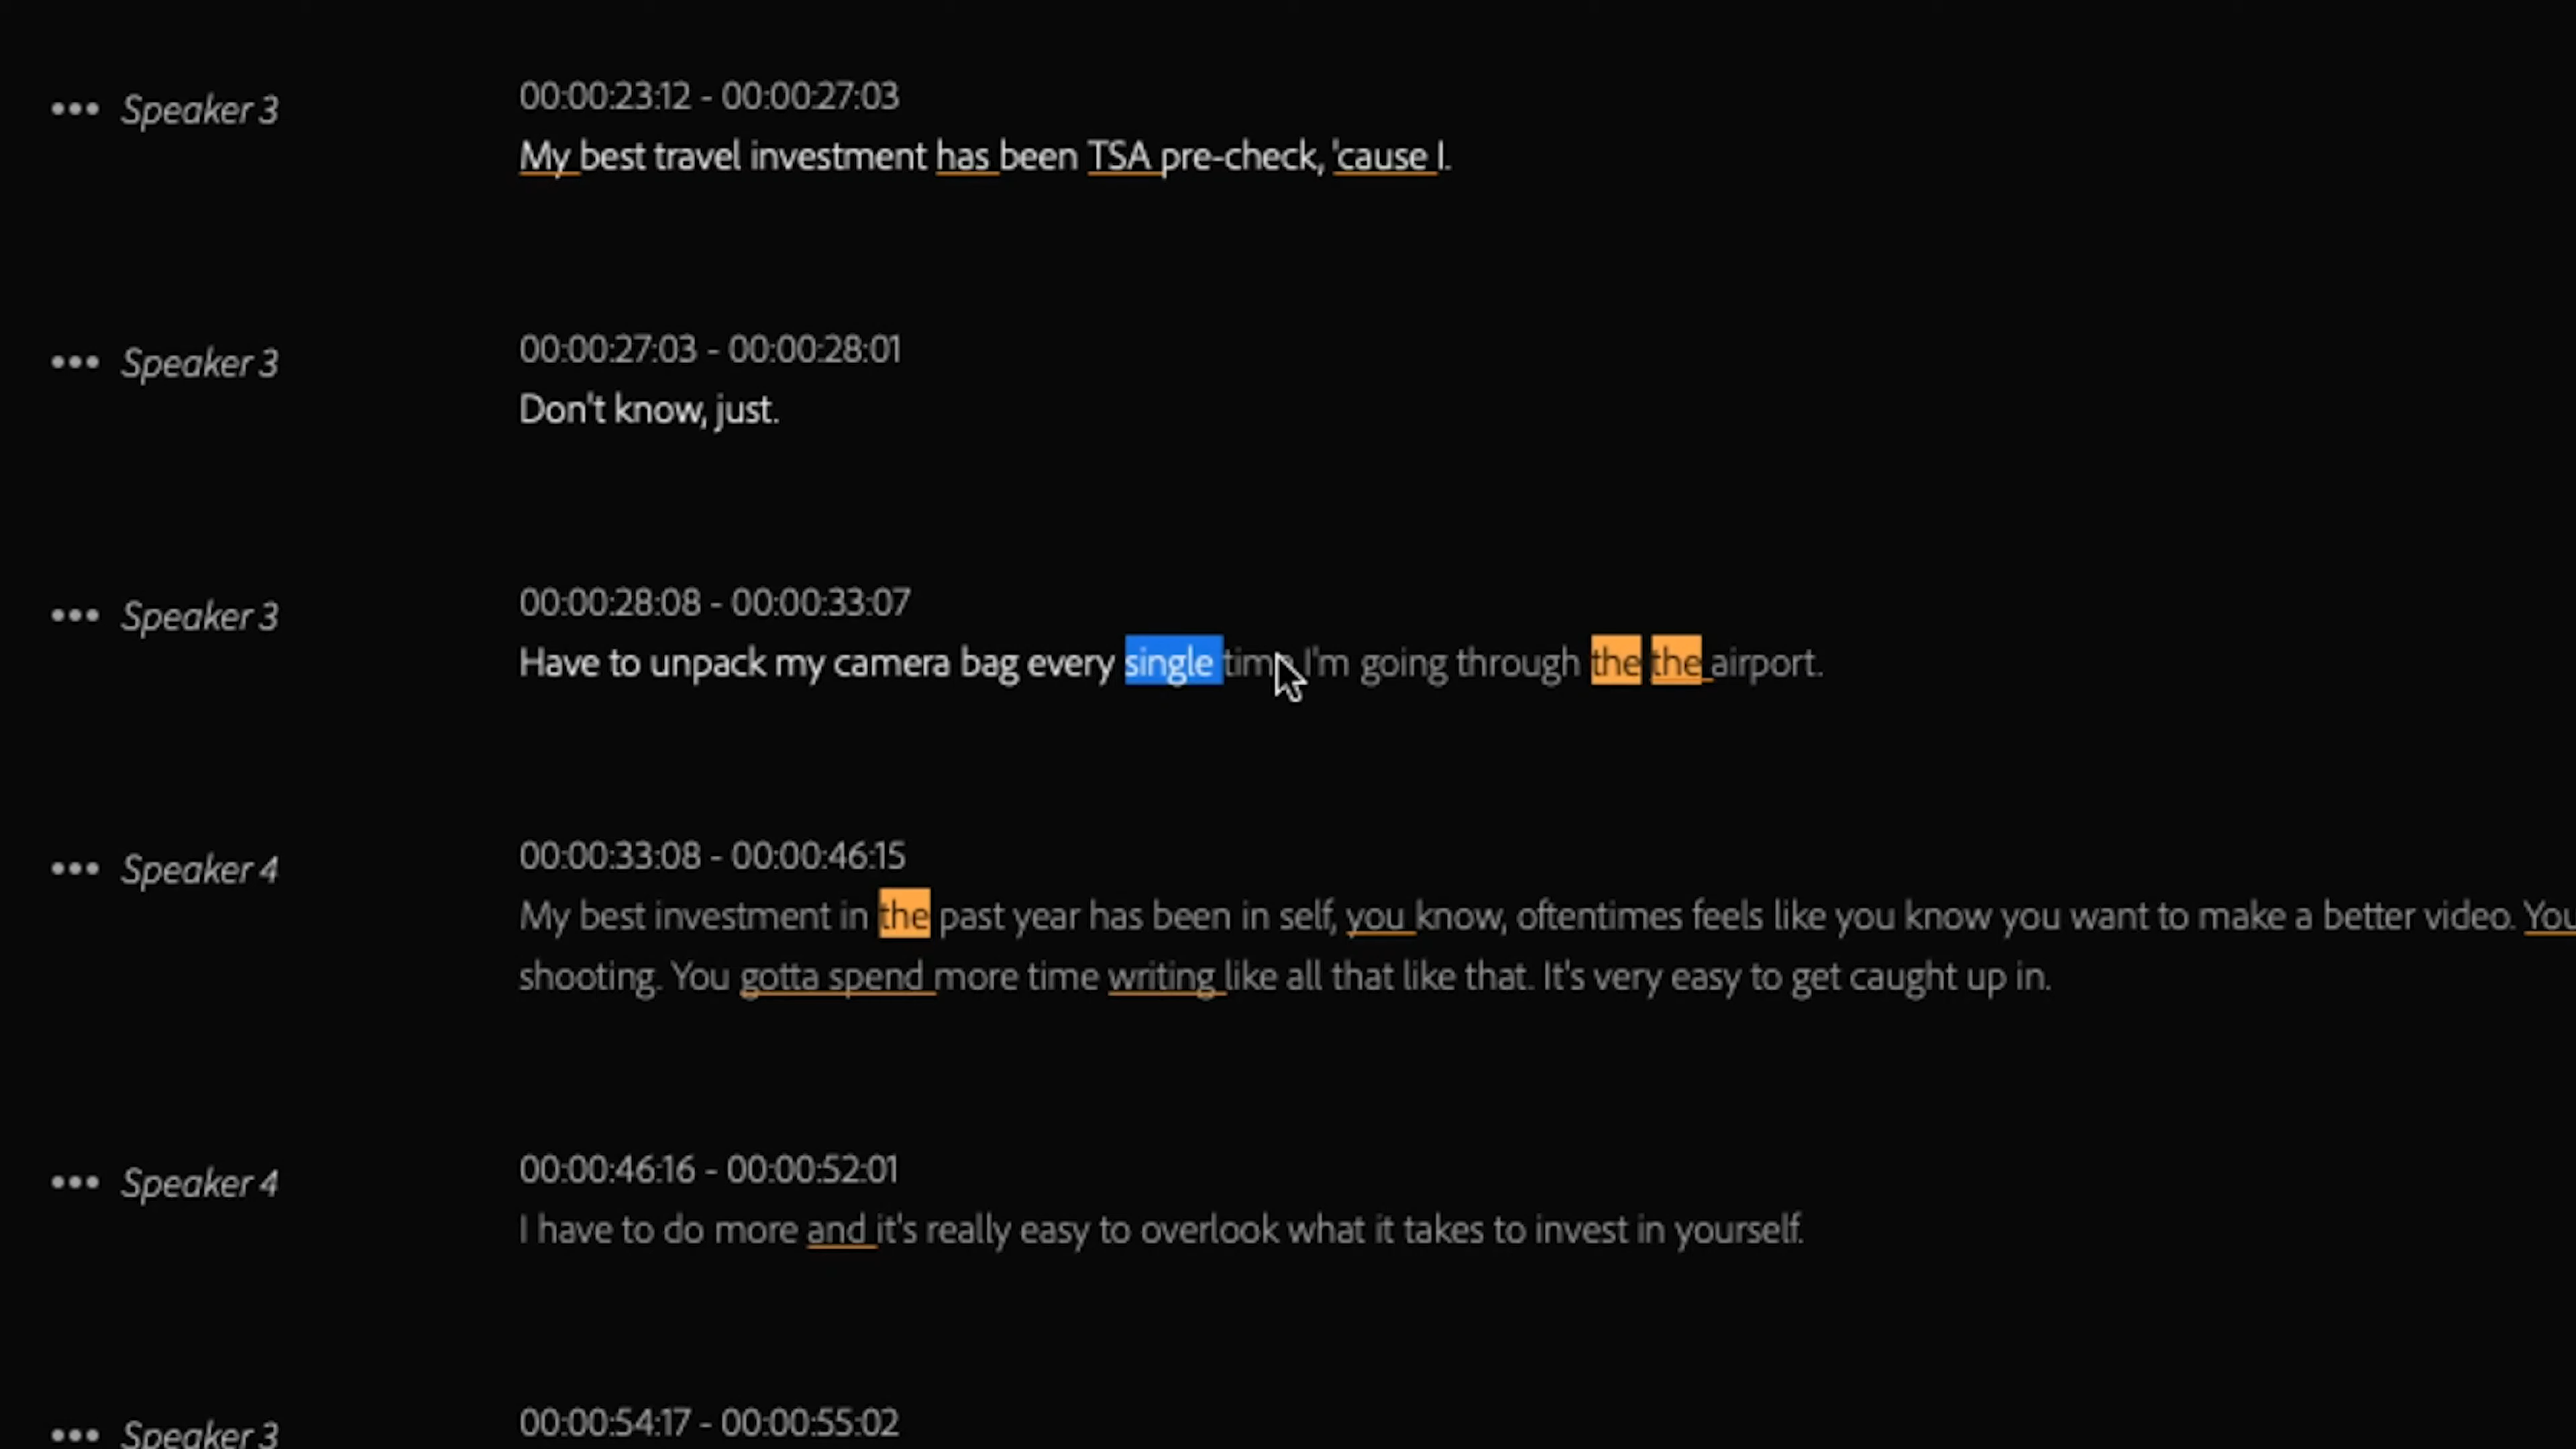 Speaker 3
00:00:23:12 - 00:00:27:03
My best travel investment has been TSA pre-check, 'cause I.
Speaker 3
00:00:27:03 - 00:00:28:01
Don't know, just.
Speaker 3
00:00:28:08 - 00:00:33:07
Have to unpack my camera bag every single time I'm going through the the airport.
Speaker 4
00:00:33:08 - 00:00:46:15
My best investment in the past year has been in self, you know, oftentimes feels like you know you want to make a better video. You
shooting. You gotta spend more time writing like all that like that. It's very easy to get caught up in.
Speaker 4
00:00:46:16 - 00:00:52:01
I have to do more and it's really easy to overlook what it takes to invest in yourself.
Speaker 3
00:00:54:17 - 00:00:55:02